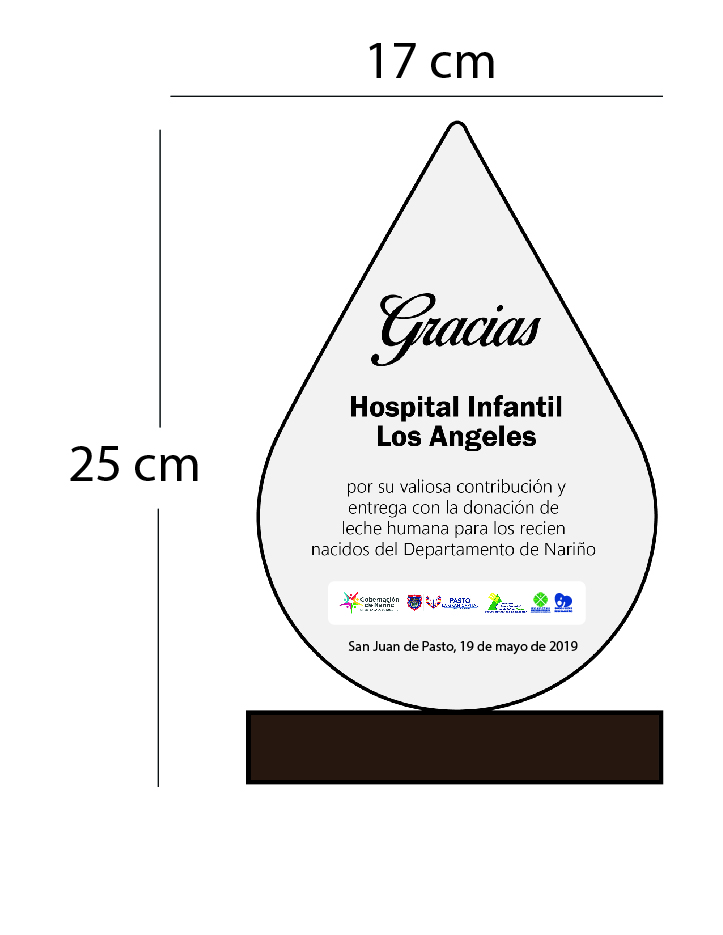 17 cm
25 cm
Gracias
Hospital Infantil
Los Angeles
por su valiosa contribución y
entrega con la donación de
leche humana para los recien
nacidos del Departamento de Nariño
Gobernación
de Nariño
PASTO
San Juan de Pasto, 19 de mayo de 2019